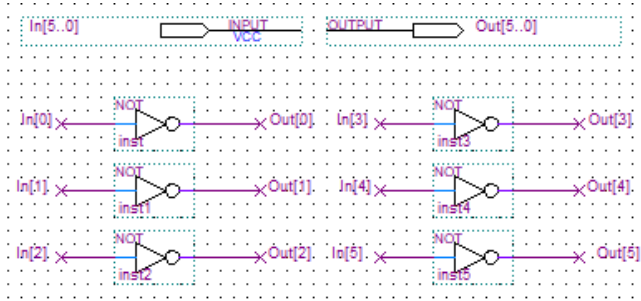 In[5..0] INPUT VCC OUTPUT Out[5..0]
NOT NOT
In[0] Out[0] In[3] Out[3]
inst inst3
NOT NOT
In[1] Out[1] In[4] Out[4]
inst1 inst4
NOT NOT
In[2] Out[2] In[5] Out[5]
inst2 inst5